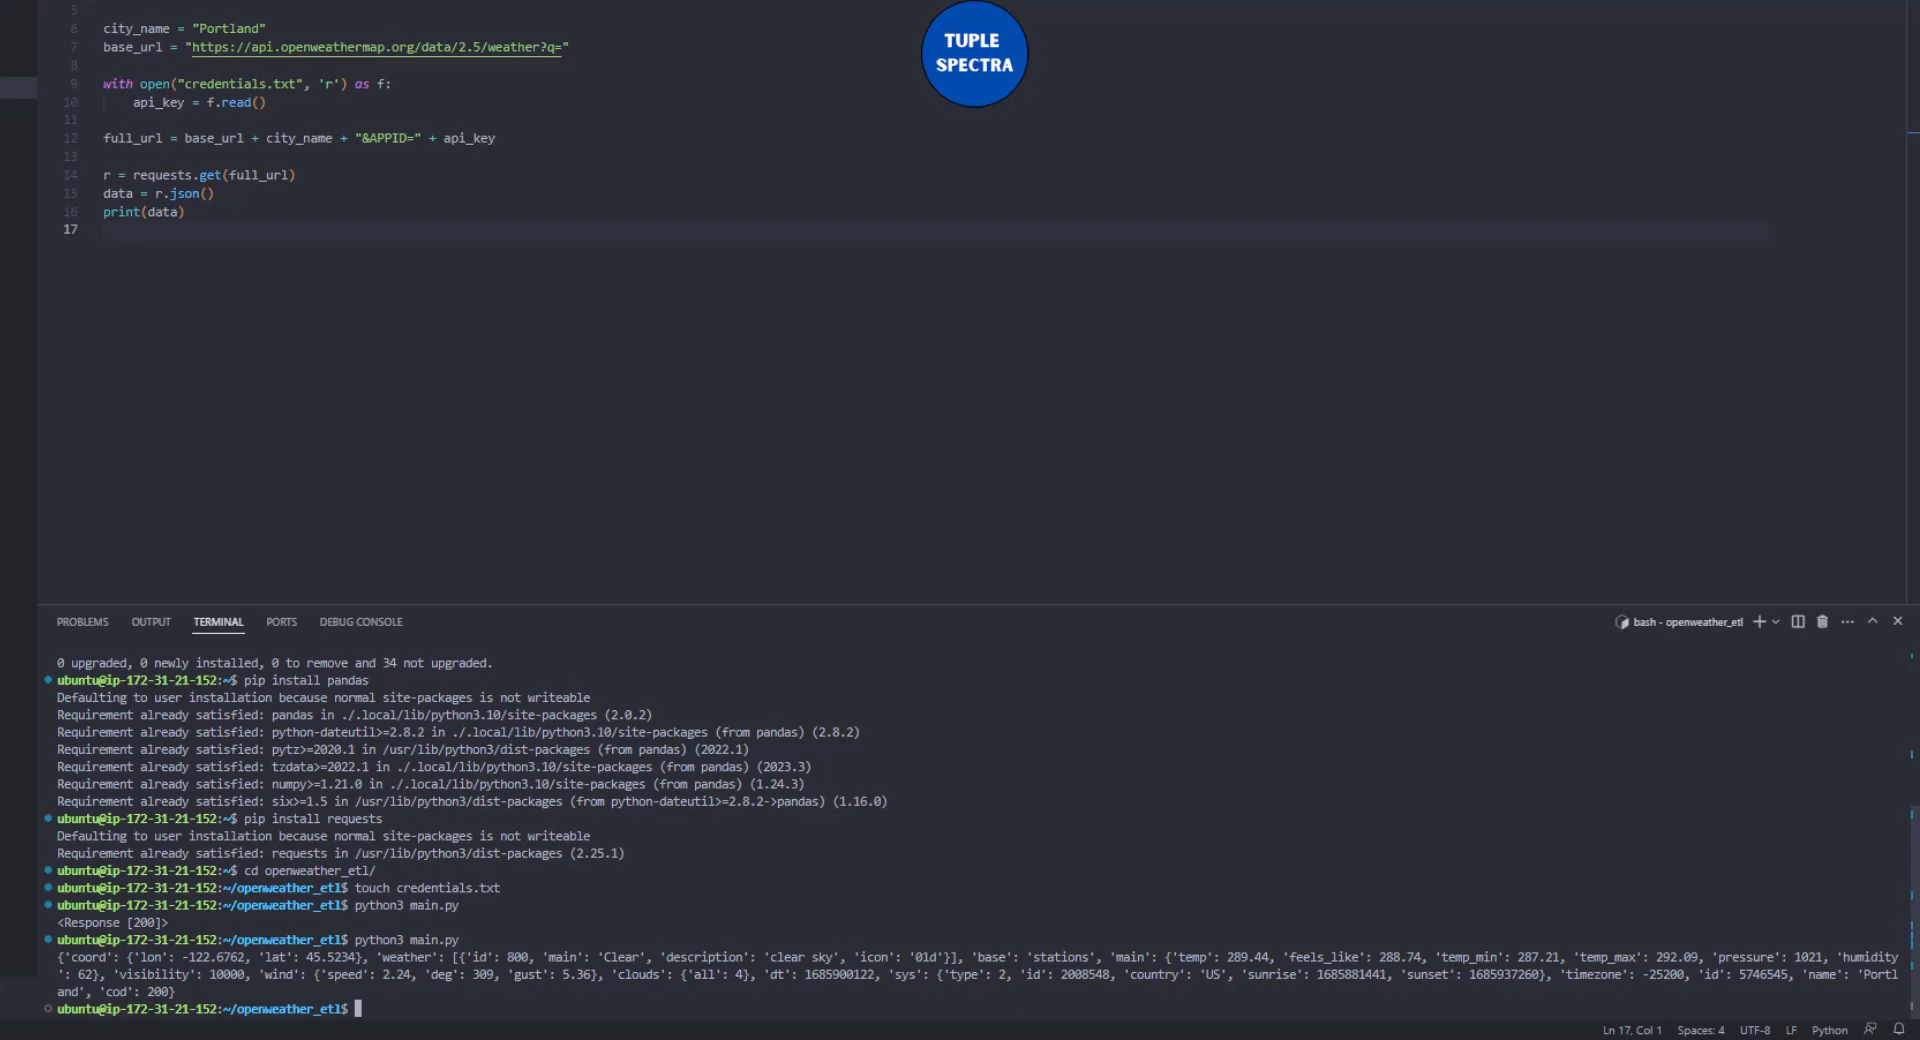 5
6 city_name = "Portland"
7 base_url = "https://api.openweathermap.org/data/2.5/weather?q="
8
9 with open("credentials.txt", 'r') as f:
10     api_key = f.read()
11
12 full_url = base_url + city_name + "&APPID=" + api_key
13
14 r = requests.get(full_url)
15 data = r.json()
16 print(data)
17
TUPLE
SPECTRA
PROBLEMS OUTPUT TERMINAL PORTS DEBUG CONSOLE bash - openweather_etl
0 upgraded, 0 newly installed, 0 to remove and 34 not upgraded.
ubuntu@ip-172-31-21-152:~$ pip install pandas
Defaulting to user installation because normal site-packages is not writeable
Requirement already satisfied: pandas in ./.local/lib/python3.10/site-packages (2.0.2)
Requirement already satisfied: python-dateutil>=2.8.2 in ./.local/lib/python3.10/site-packages (from pandas) (2.8.2)
Requirement already satisfied: pytz>=2020.1 in /usr/lib/python3/dist-packages (from pandas) (2022.1)
Requirement already satisfied: tzdata>=2022.1 in ./.local/lib/python3.10/site-packages (from pandas) (2023.3)
Requirement already satisfied: numpy>=1.21.0 in ./.local/lib/python3.10/site-packages (from pandas) (1.24.3)
Requirement already satisfied: six>=1.5 in /usr/lib/python3/dist-packages (from python-dateutil>=2.8.2->pandas) (1.16.0)
ubuntu@ip-172-31-21-152:~$ pip install requests
Defaulting to user installation because normal site-packages is not writeable
Requirement already satisfied: requests in /usr/lib/python3/dist-packages (2.25.1)
ubuntu@ip-172-31-21-152:~$ cd openweather_etl/
ubuntu@ip-172-31-21-152:~/openweather_etl$ touch credentials.txt
ubuntu@ip-172-31-21-152:~/openweather_etl$ python3 main.py
<Response [200]>
ubuntu@ip-172-31-21-152:~/openweather_etl$ python3 main.py
{'coord': {'lon': -122.6762, 'lat': 45.5234}, 'weather': [{'id': 800, 'main': 'Clear', 'description': 'clear sky', 'icon': '01d'}], 'base': 'stations', 'main': {'temp': 289.44, 'feels_like': 288.74, 'temp_min': 287.21, 'temp_max': 292.09, 'pressure': 1021, 'humidity
': 62}, 'visibility': 10000, 'wind': {'speed': 2.24, 'deg': 309, 'gust': 5.36}, 'clouds': {'all': 4}, 'dt': 1685900122, 'sys': {'type': 2, 'id': 2008548, 'country': 'US', 'sunrise': 1685881441, 'sunset': 1685937260}, 'timezone': -25200, 'id': 5746545, 'name': 'Portl
and', 'cod': 200}
ubuntu@ip-172-31-21-152:~/openweather_etl$
Ln 17, Col 1 Spaces: 4 UTF-8 LF Python